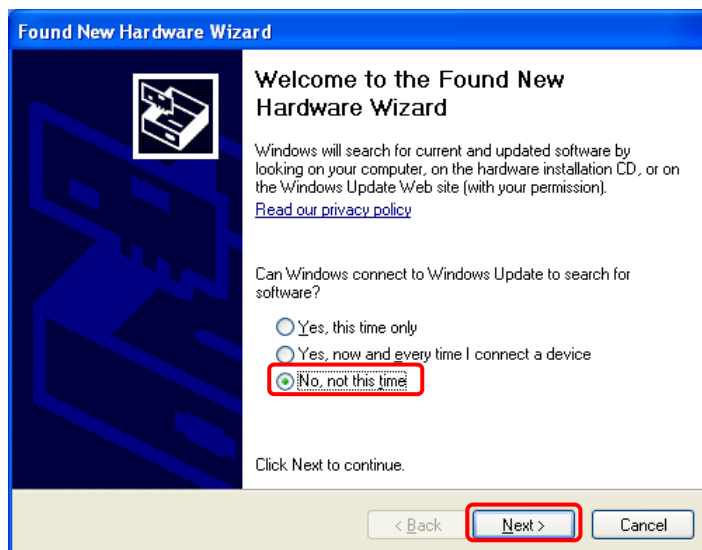 Found New Hardware Wizard
Welcome to the Found New
Hardware Wizard
Windows will search for current and updated software by
looking on your computer, on the hardware installation CD, or on
the Windows Update Web site (with your permission).
Read our privacy policy
Can Windows connect to Windows Update to search for
software?
Yes, this time only
Yes, now and every time I connect a device
No, not this time
Click Next to continue.
< Back Next > Cancel